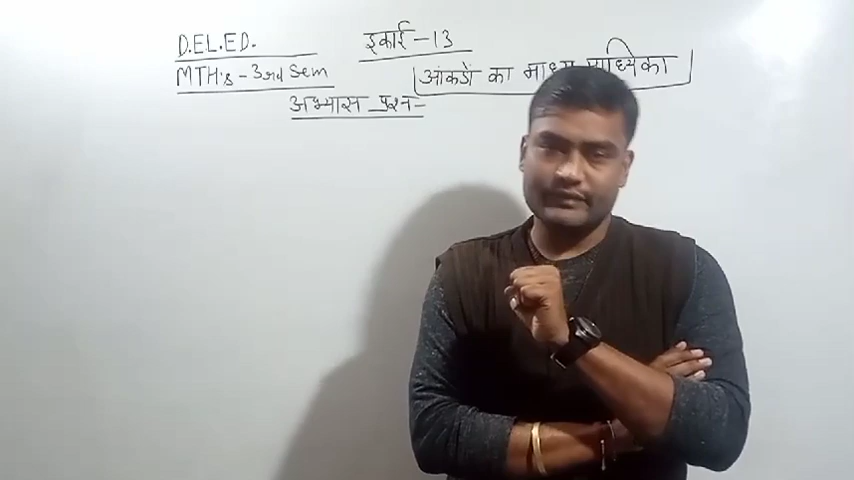 D.EL.ED. इकाई - 13
MTH's - 3rd Sem आंकडों का माध्य माध्यिका
अभ्यास प्रश्न -